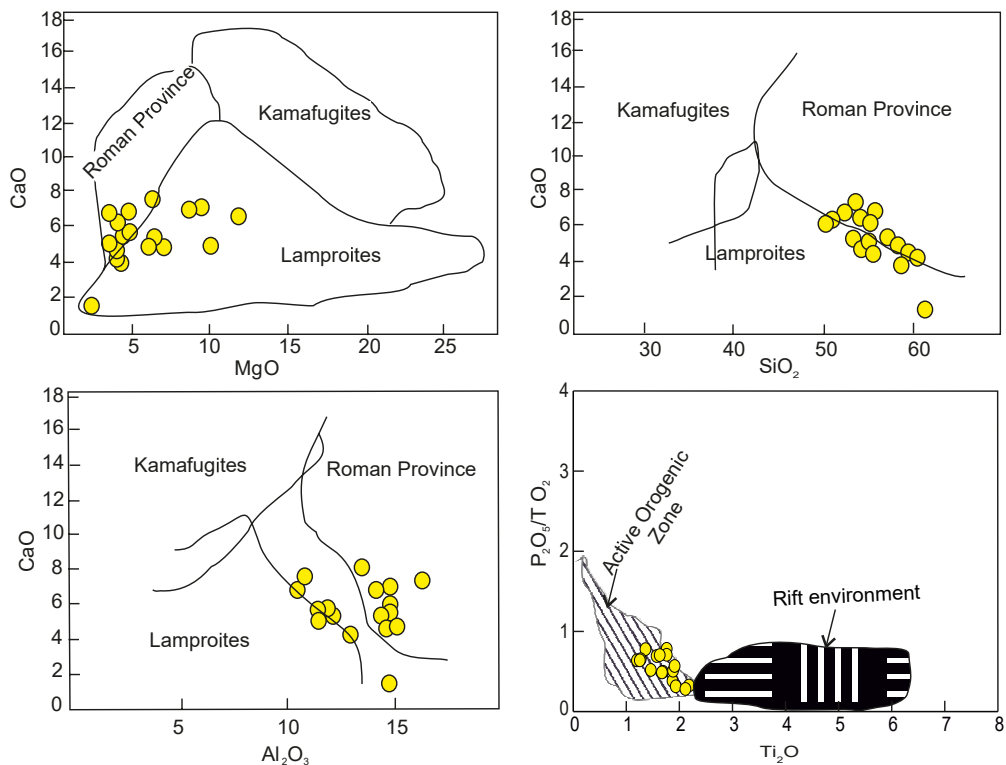 18
16
14
12
10
8
6
4
2
0
CaO
Roman Province
Kamafugites
Lamproites
5
10
15
20
25
MgO
18
16
14
12
10
8
6
4
2
0
CaO
Kamafugites
Roman Province
Lamproites
30
40
50
60
SiO₂
18
16
14
12
10
8
6
4
2
0
CaO
Kamafugites
Roman Province
Lamproites
5
10
15
Al₂O₃
4
3
2
1
0
P₂O₅/T O₂
Active Orogenic
Zone
Rift environment
0
1
2
3
4
5
6
7
8
Ti₂O